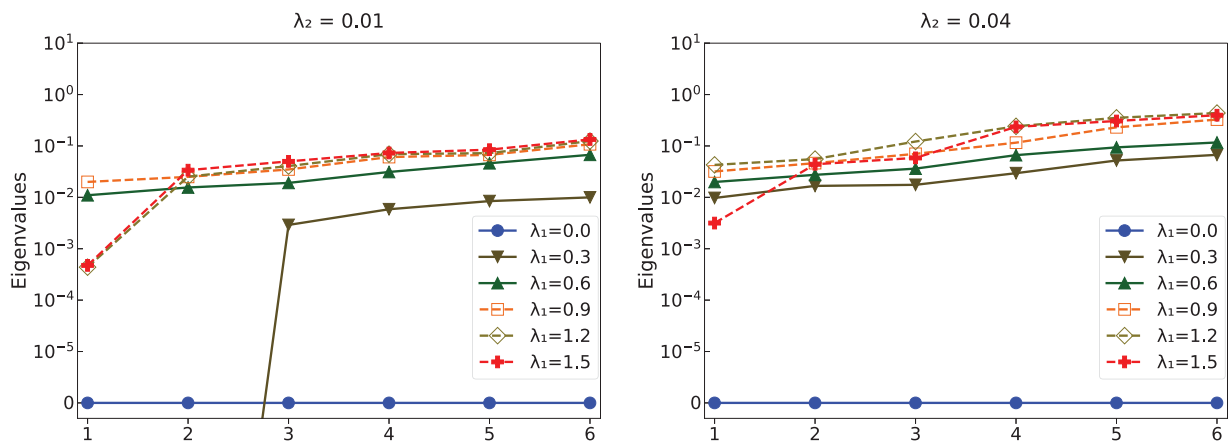 λ₂ = 0.01
Eigenvalues
10¹
10⁰
10⁻¹
10⁻²
10⁻³
10⁻⁴
10⁻⁵
0
1 2 3 4 5 6
λ₁=0.0
λ₁=0.3
λ₁=0.6
λ₁=0.9
λ₁=1.2
λ₁=1.5
λ₂ = 0.04
Eigenvalues
10¹
10⁰
10⁻¹
10⁻²
10⁻³
10⁻⁴
10⁻⁵
0
1 2 3 4 5 6
λ₁=0.0
λ₁=0.3
λ₁=0.6
λ₁=0.9
λ₁=1.2
λ₁=1.5